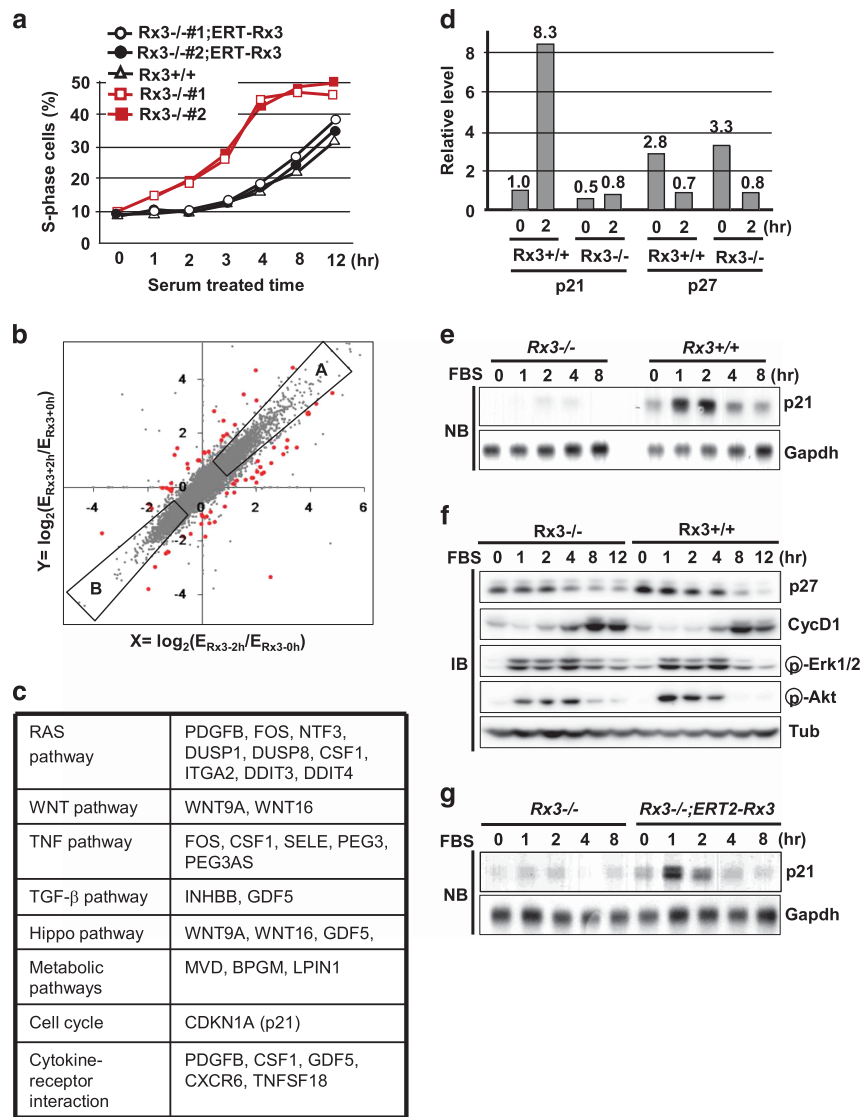 a
Rx3-/-#1;ERT-Rx3
Rx3-/-#2;ERT-Rx3
Rx3+/+
Rx3-/-#1
Rx3-/-#2
S-phase cells (%)
50
40
30
20
10
0
0 1 2 3 4 8 12 (hr)
Serum treated time
b
A
B
4
2
0
-2
-4
-4 -2 0 2 4 6
Y= log2(ERx3+2h/ERx3+0h)
X= log2(ERx3-2h/ERx3-0h)
c
RAS pathway
PDGFB, FOS, NTF3,
DUSP1, DUSP8, CSF1,
ITGA2, DDIT3, DDIT4
WNT pathway
WNT9A, WNT16
TNF pathway
FOS, CSF1, SELE, PEG3,
PEG3AS
TGF-β pathway
INHBB, GDF5
Hippo pathway
WNT9A, WNT16, GDF5,
Metabolic
pathways
MVD, BPGM, LPIN1
Cell cycle
CDKN1A (p21)
Cytokine-
receptor
interaction
PDGFB, CSF1, GDF5,
CXCR6, TNFSF18
d
Relative level
8
6
4
2
0
1.0 8.3 0.5 0.8 2.8 0.7 3.3 0.8
0 2 0 2 0 2 0 2 (hr)
Rx3+/+ Rx3-/- Rx3+/+ Rx3-/-
p21 p27
e
Rx3-/- Rx3+/+
FBS 0 1 2 4 8 0 1 2 4 8 (hr)
NB
p21
Gapdh
f
Rx3-/- Rx3+/+
FBS 0 1 2 4 8 12 0 1 2 4 8 12 (hr)
IB
p27
CycD1
p-Erk1/2
p-Akt
Tub
g
Rx3-/- Rx3-/-;ERT2-Rx3
FBS 0 1 2 4 8 0 1 2 4 8 (hr)
NB
p21
Gapdh